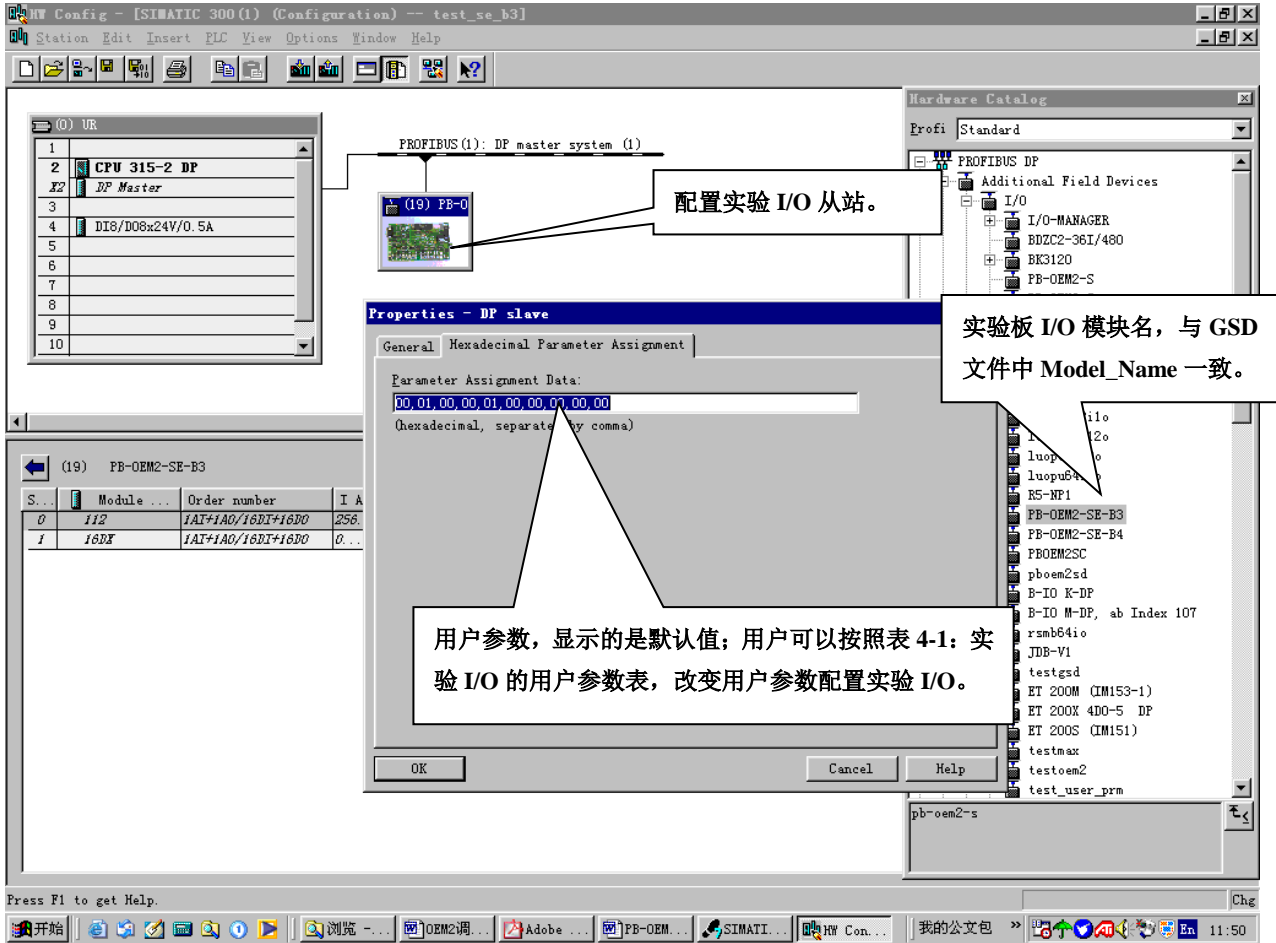 HW Config - [SIMATIC 300(1) (Configuration) -- test_se_b3]
Station Edit Insert PLC View Options Window Help
(0) UR
1
2 CPU 315-2 DP
X2 DP Master
3
4 DI8/DO8x24V/0.5A
5
6
7
8
9
10
PROFIBUS(1): DP master system (1)
(19) PB-O
配置实验 I/O 从站。
Hardware Catalog
Profi Standard
PROFIBUS DP
Additional Field Devices
I/O
I/O-MANAGER
BDZC2-36I/480
BK3120
PB-OEM2-S
实验板 I/O 模块名，与 GSD
文件中 Model_Name 一致。
luopu64
R5-NP1
PB-OEM2-SE-B3
PB-OEM2-SE-B4
PBOEM2SC
pboem2sd
B-IO K-DP
B-IO M-DP, ab Index 107
rsmb64io
JDB-V1
testgsd
ET 200M (IM153-1)
ET 200X 4DO-5 DP
ET 200S (IM151)
testmax
testoem2
test_user_prm
pb-oem2-s
Properties - DP slave
General Hexadecimal Parameter Assignment
Parameter Assignment Data:
00,01,00,00,01,00,00,00,00,00
(hexadecimal, separated by comma)
用户参数，显示的是默认值；用户可以按照表 4-1：实
验 I/O 的用户参数表，改变用户参数配置实验 I/O。
OK Cancel Help
(19) PB-OEM2-SE-B3
S... Module ... Order number I A
0 112 1AI+1AO/16DI+16DO 256.
1 16DX 1AI+1AO/16DI+16DO 0...
Press F1 to get Help.
Chg
开始 浏览 -... OEM2调... Adobe ... PB-OEM... SIMATI... HW Con... 我的公文包 » En 11:50